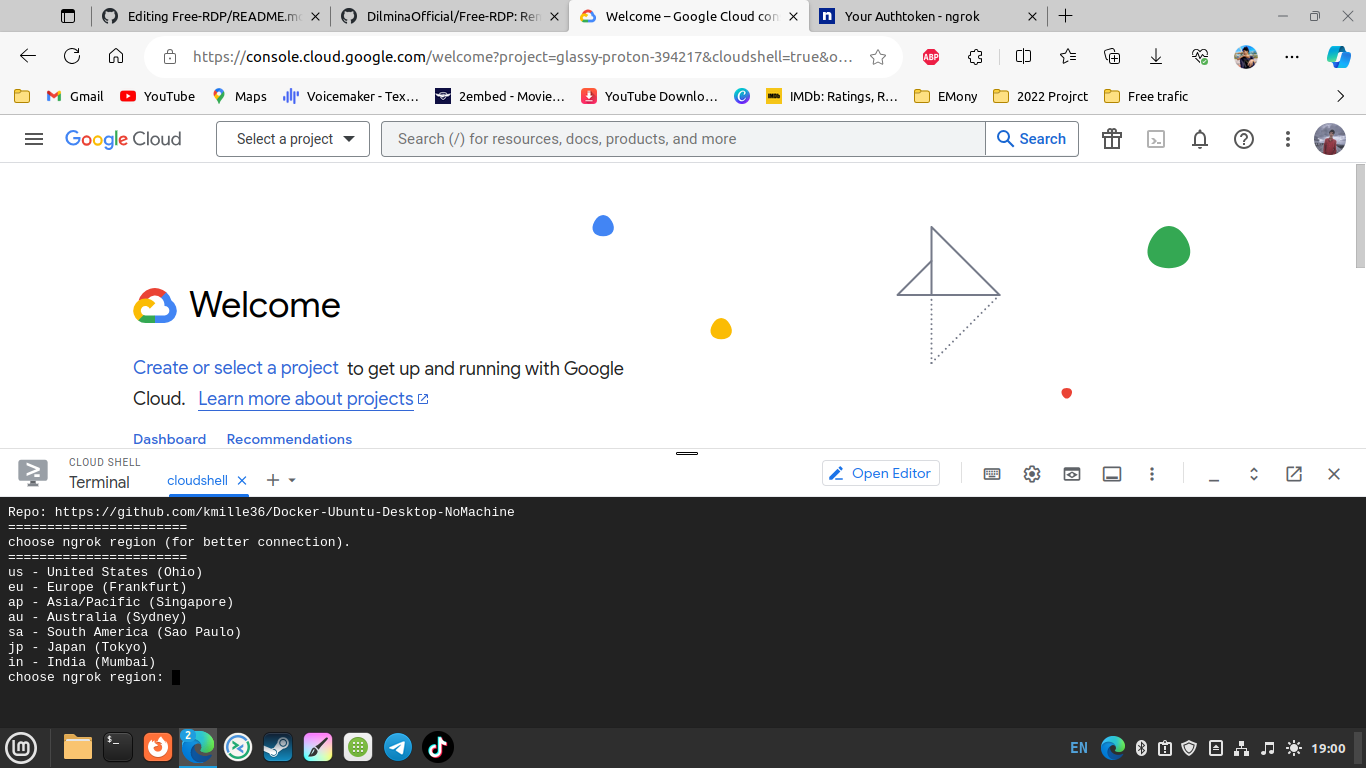 Editing Free-RDP/README.mc
DilminaOfficial/Free-RDP: Ren
Welcome – Google Cloud con
Your Authtoken - ngrok
https://console.cloud.google.com/welcome?project=glassy-proton-394217&cloudshell=true&o...
ABP
Gmail
YouTube
Maps
Voicemaker - Tex...
2embed - Movie...
YouTube Downlo...
IMDb: Ratings, R...
EMony
2022 Projrct
Free trafic
Google Cloud
Select a project
Search (/) for resources, docs, products, and more
Search
Welcome
Create or select a project to get up and running with Google
Cloud. Learn more about projects
Dashboard Recommendations
CLOUD SHELL
Terminal
cloudshell
Open Editor
Repo: https://github.com/kmille36/Docker-Ubuntu-Desktop-NoMachine
=======================
choose ngrok region (for better connection).
=======================
us - United States (Ohio)
eu - Europe (Frankfurt)
ap - Asia/Pacific (Singapore)
au - Australia (Sydney)
sa - South America (Sao Paulo)
jp - Japan (Tokyo)
in - India (Mumbai)
choose ngrok region:
2
EN
19:00